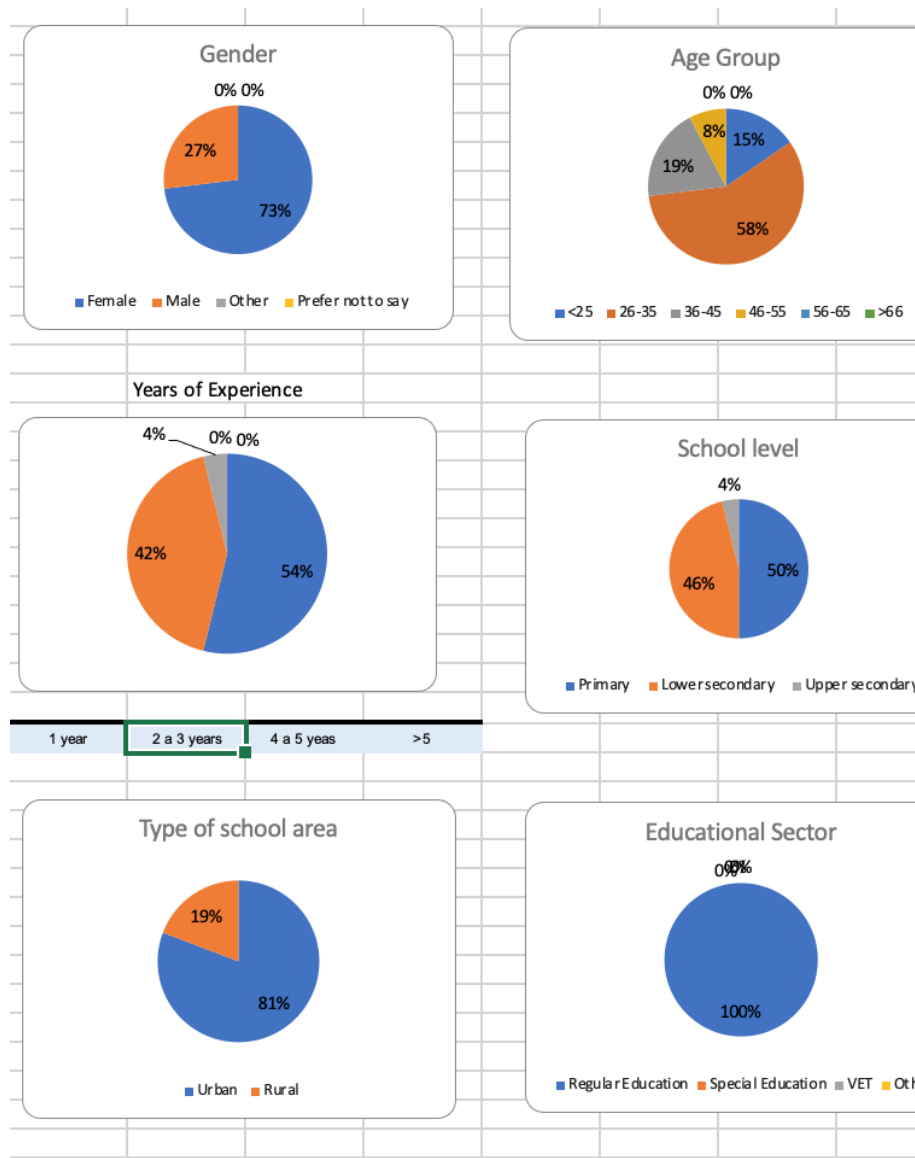 Gender
0% 0%
27%
73%
Female Male Other Prefer not to say
Age Group
0% 0%
8% 15%
19%
58%
<25 26-35 36-45 46-55 56-65 >66
Years of Experience
4% 0% 0%
42%
54%
School level
4%
46% 50%
Primary Lower secondary Upper secondary
1 year 2 a 3 years 4 a 5 yeas >5
Type of school area
19%
81%
Urban Rural
Educational Sector
0%
100%
Regular Education Special Education VET Oth